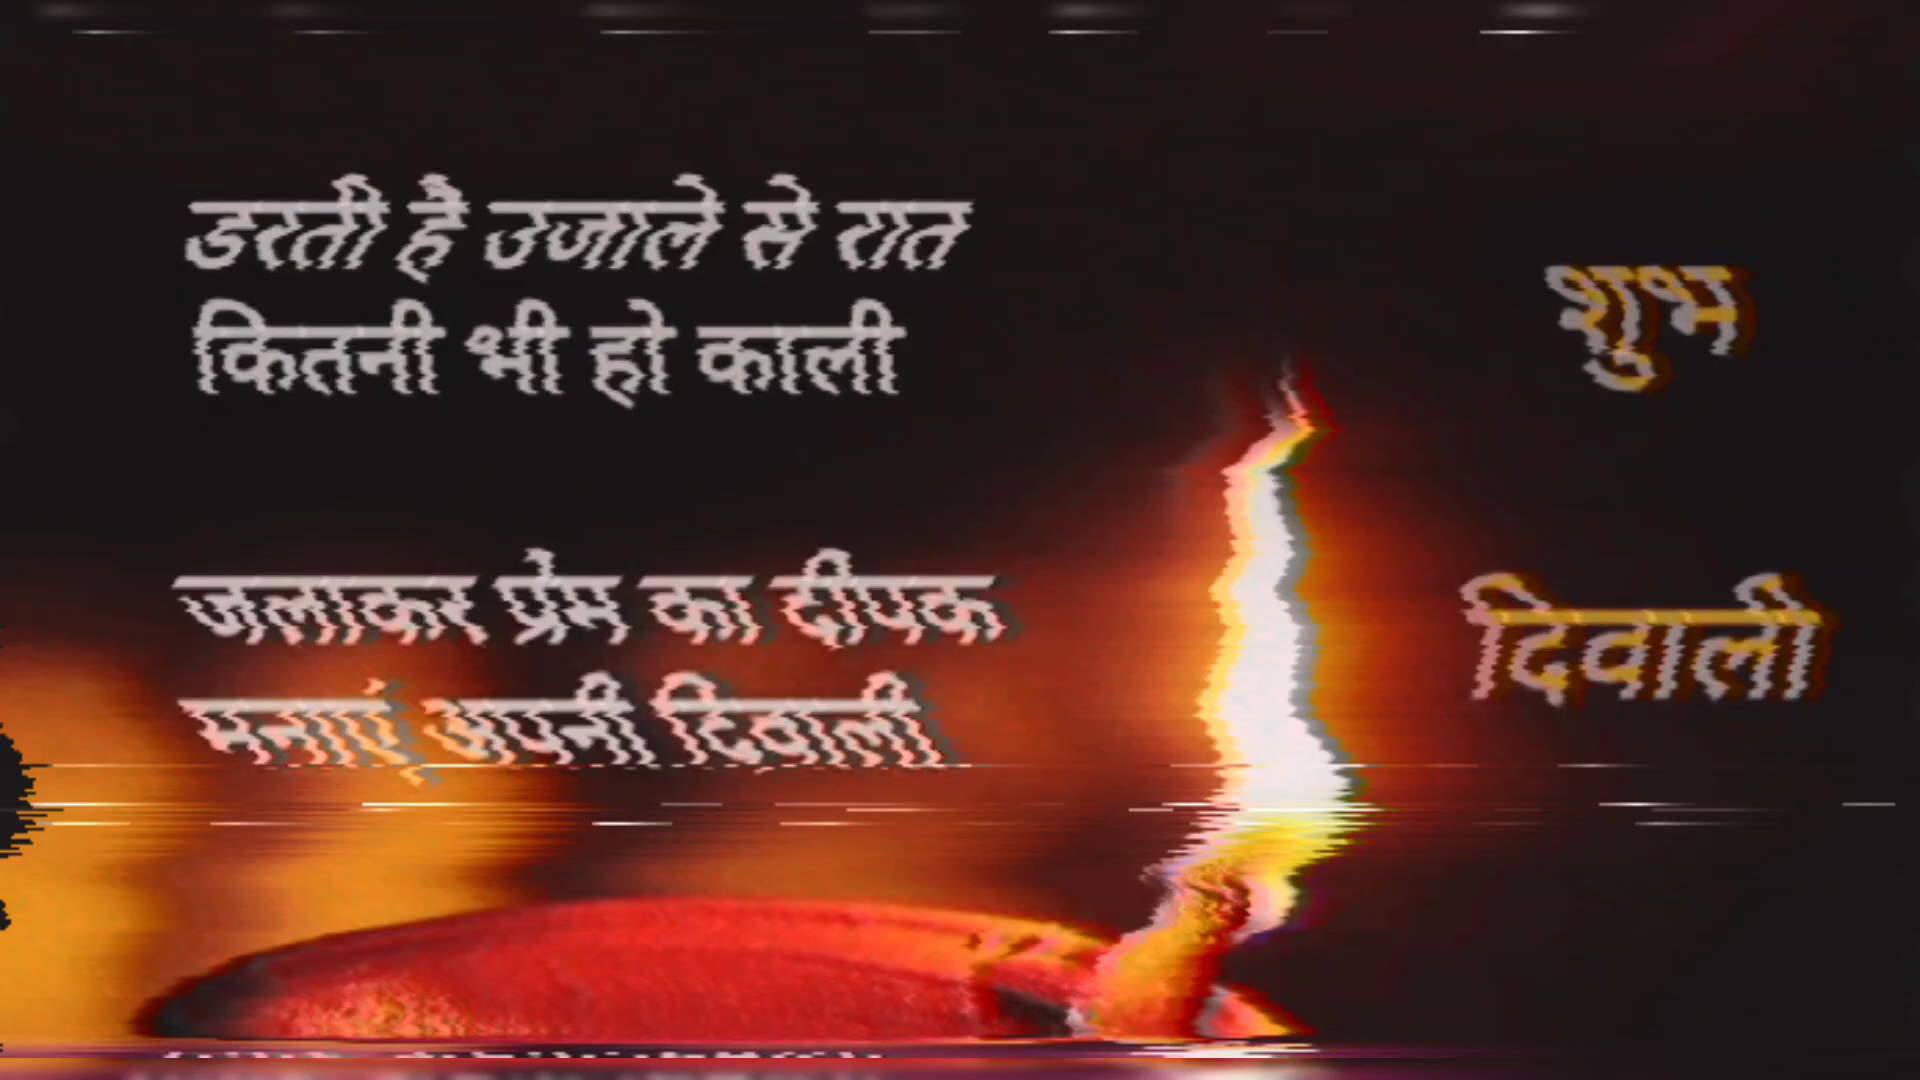 डरती है उजाले से रात
कितनी भी हो काली
जलाकर प्रेम का दीपक
मनाएं अपनी दिवाली
शुभ
दिवाली